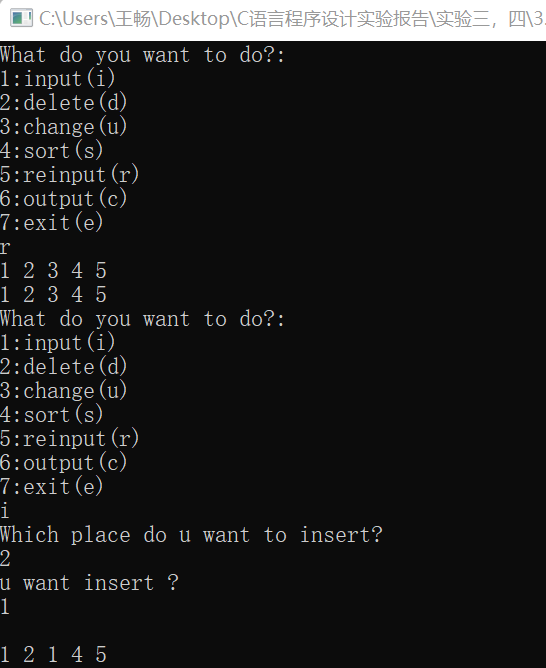 C:\Users\王畅\Desktop\C语言程序设计实验报告\实验三，四\3.
What do you want to do?:
1:input(i)
2:delete(d)
3:change(u)
4:sort(s)
5:reinput(r)
6:output(c)
7:exit(e)
r
1 2 3 4 5
1 2 3 4 5
What do you want to do?:
1:input(i)
2:delete(d)
3:change(u)
4:sort(s)
5:reinput(r)
6:output(c)
7:exit(e)
i
Which place do u want to insert?
2
u want insert ?
1
1 2 1 4 5